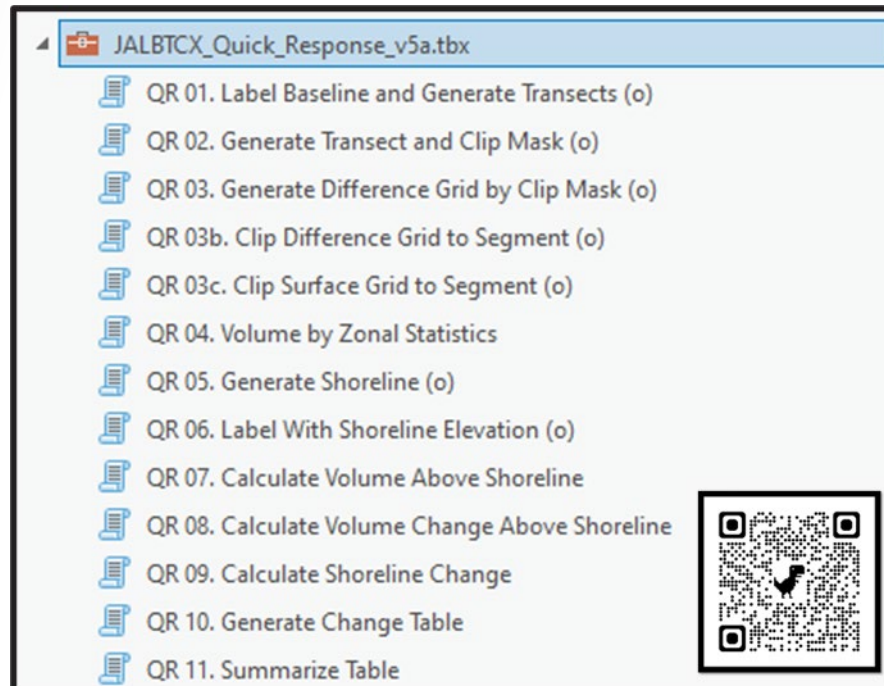 JALBTCX_Quick_Response_v5a.tbx
QR 01. Label Baseline and Generate Transects (o)
QR 02. Generate Transect and Clip Mask (o)
QR 03. Generate Difference Grid by Clip Mask (o)
QR 03b. Clip Difference Grid to Segment (o)
QR 03c. Clip Surface Grid to Segment (o)
QR 04. Volume by Zonal Statistics
QR 05. Generate Shoreline (o)
QR 06. Label With Shoreline Elevation (o)
QR 07. Calculate Volume Above Shoreline
QR 08. Calculate Volume Change Above Shoreline
QR 09. Calculate Shoreline Change
QR 10. Generate Change Table
QR 11. Summarize Table